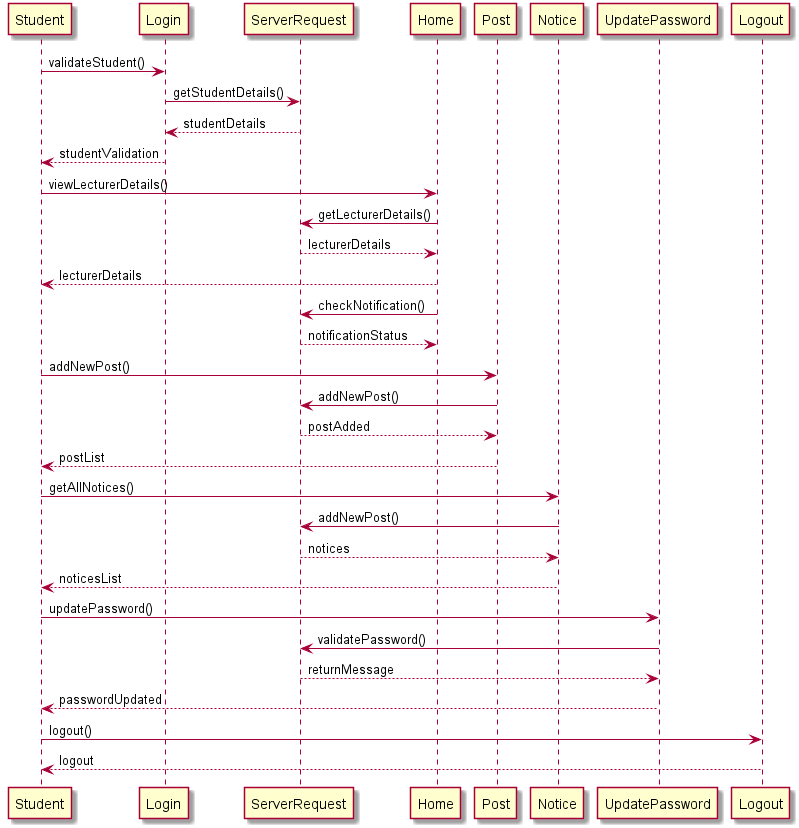 Student Login ServerRequest Home Post Notice UpdatePassword Logout
validateStudent()
getStudentDetails()
studentDetails
studentValidation
viewLecturerDetails()
getLecturerDetails()
lecturerDetails
lecturerDetails
checkNotification()
notificationStatus
addNewPost()
addNewPost()
postAdded
postList
getAllNotices()
addNewPost()
notices
noticesList
updatePassword()
validatePassword()
returnMessage
passwordUpdated
logout()
logout
Student Login ServerRequest Home Post Notice UpdatePassword Logout